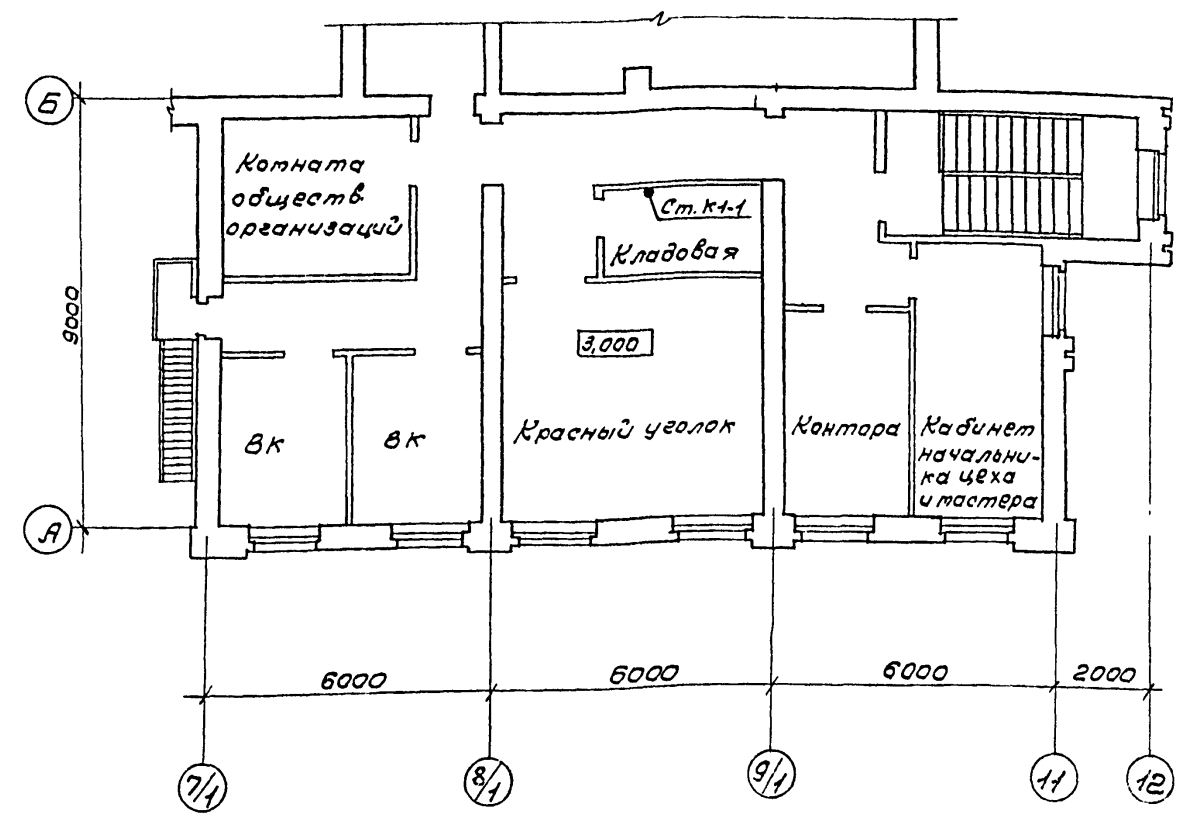 Б
Комната
обществ.
организаций
Ст. К1-1
Кладовая
9000
3,000
ВК
ВК
Красный уголок
Контора
Кабинет
начальни-
ка цеха
и мастера
А
6000
6000
6000
2000
7/1
8/1
9/1
11
12